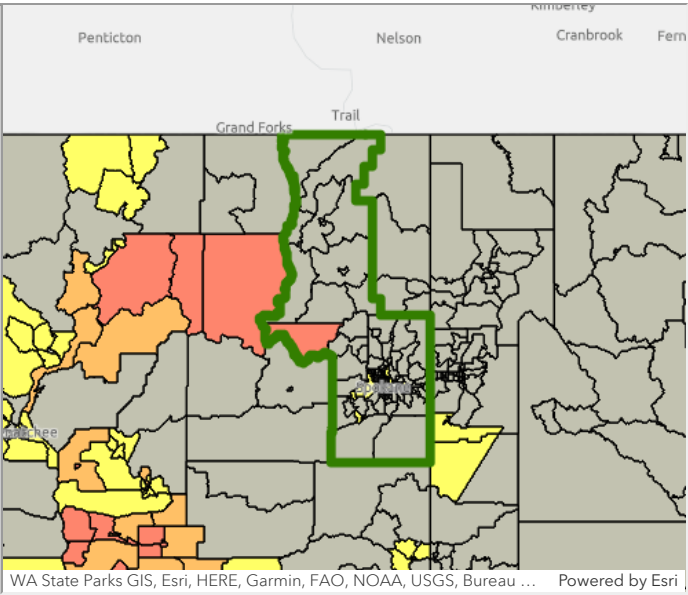 Kimberley
Penticton
Nelson
Cranbrook
Fern
Trail
Grand Forks
Spokane
WA State Parks GIS, Esri, HERE, Garmin, FAO, NOAA, USGS, Bureau ...
Powered by Esri